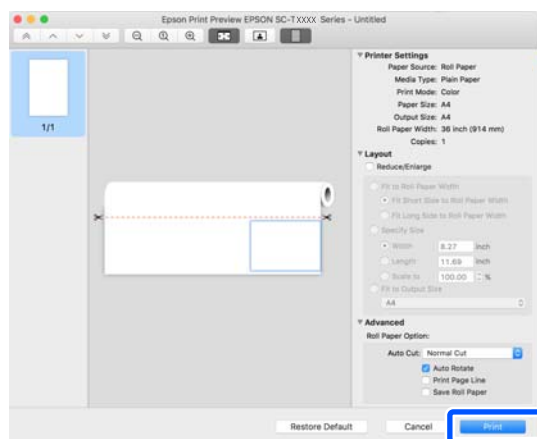 Epson Print Preview EPSON SC-TXXXX Series - Untitled
1/1
Printer Settings
Paper Source: Roll Paper
Media Type: Plain Paper
Print Mode: Color
Paper Size: A4
Output Size: A4
Roll Paper Width: 36 inch (914 mm)
Copies: 1
Layout
Reduce/Enlarge
Fit to Roll Paper Width
Fit Short Side to Roll Paper Width
Fit Long Side to Roll Paper Width
Specify Size
Width 8.27 inch
Length 11.69 inch
Scale to 100.00 %
Fit to Output Size
A4
Advanced
Roll Paper Option:
Auto Cut: Normal Cut
Auto Rotate
Print Page Line
Save Roll Paper
Restore Default Cancel Print